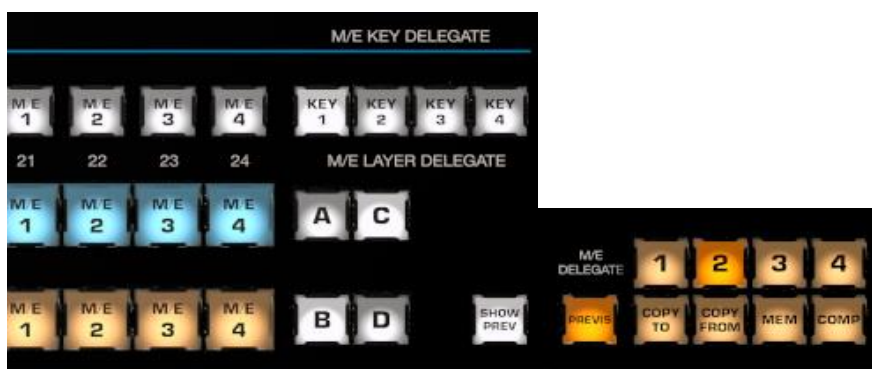 M/E KEY DELEGATE
M/E 1 M/E 2 M/E 3 M/E 4 KEY 1 KEY 2 KEY 3 KEY 4
21 22 23 24 M/E LAYER DELEGATE
M/E 1 M/E 2 M/E 3 M/E 4 A C
M/E DELEGATE 1 2 3 4
M/E 1 M/E 2 M/E 3 M/E 4 B D SHOW PREV PREVIS COPY TO COPY FROM MEM COMP